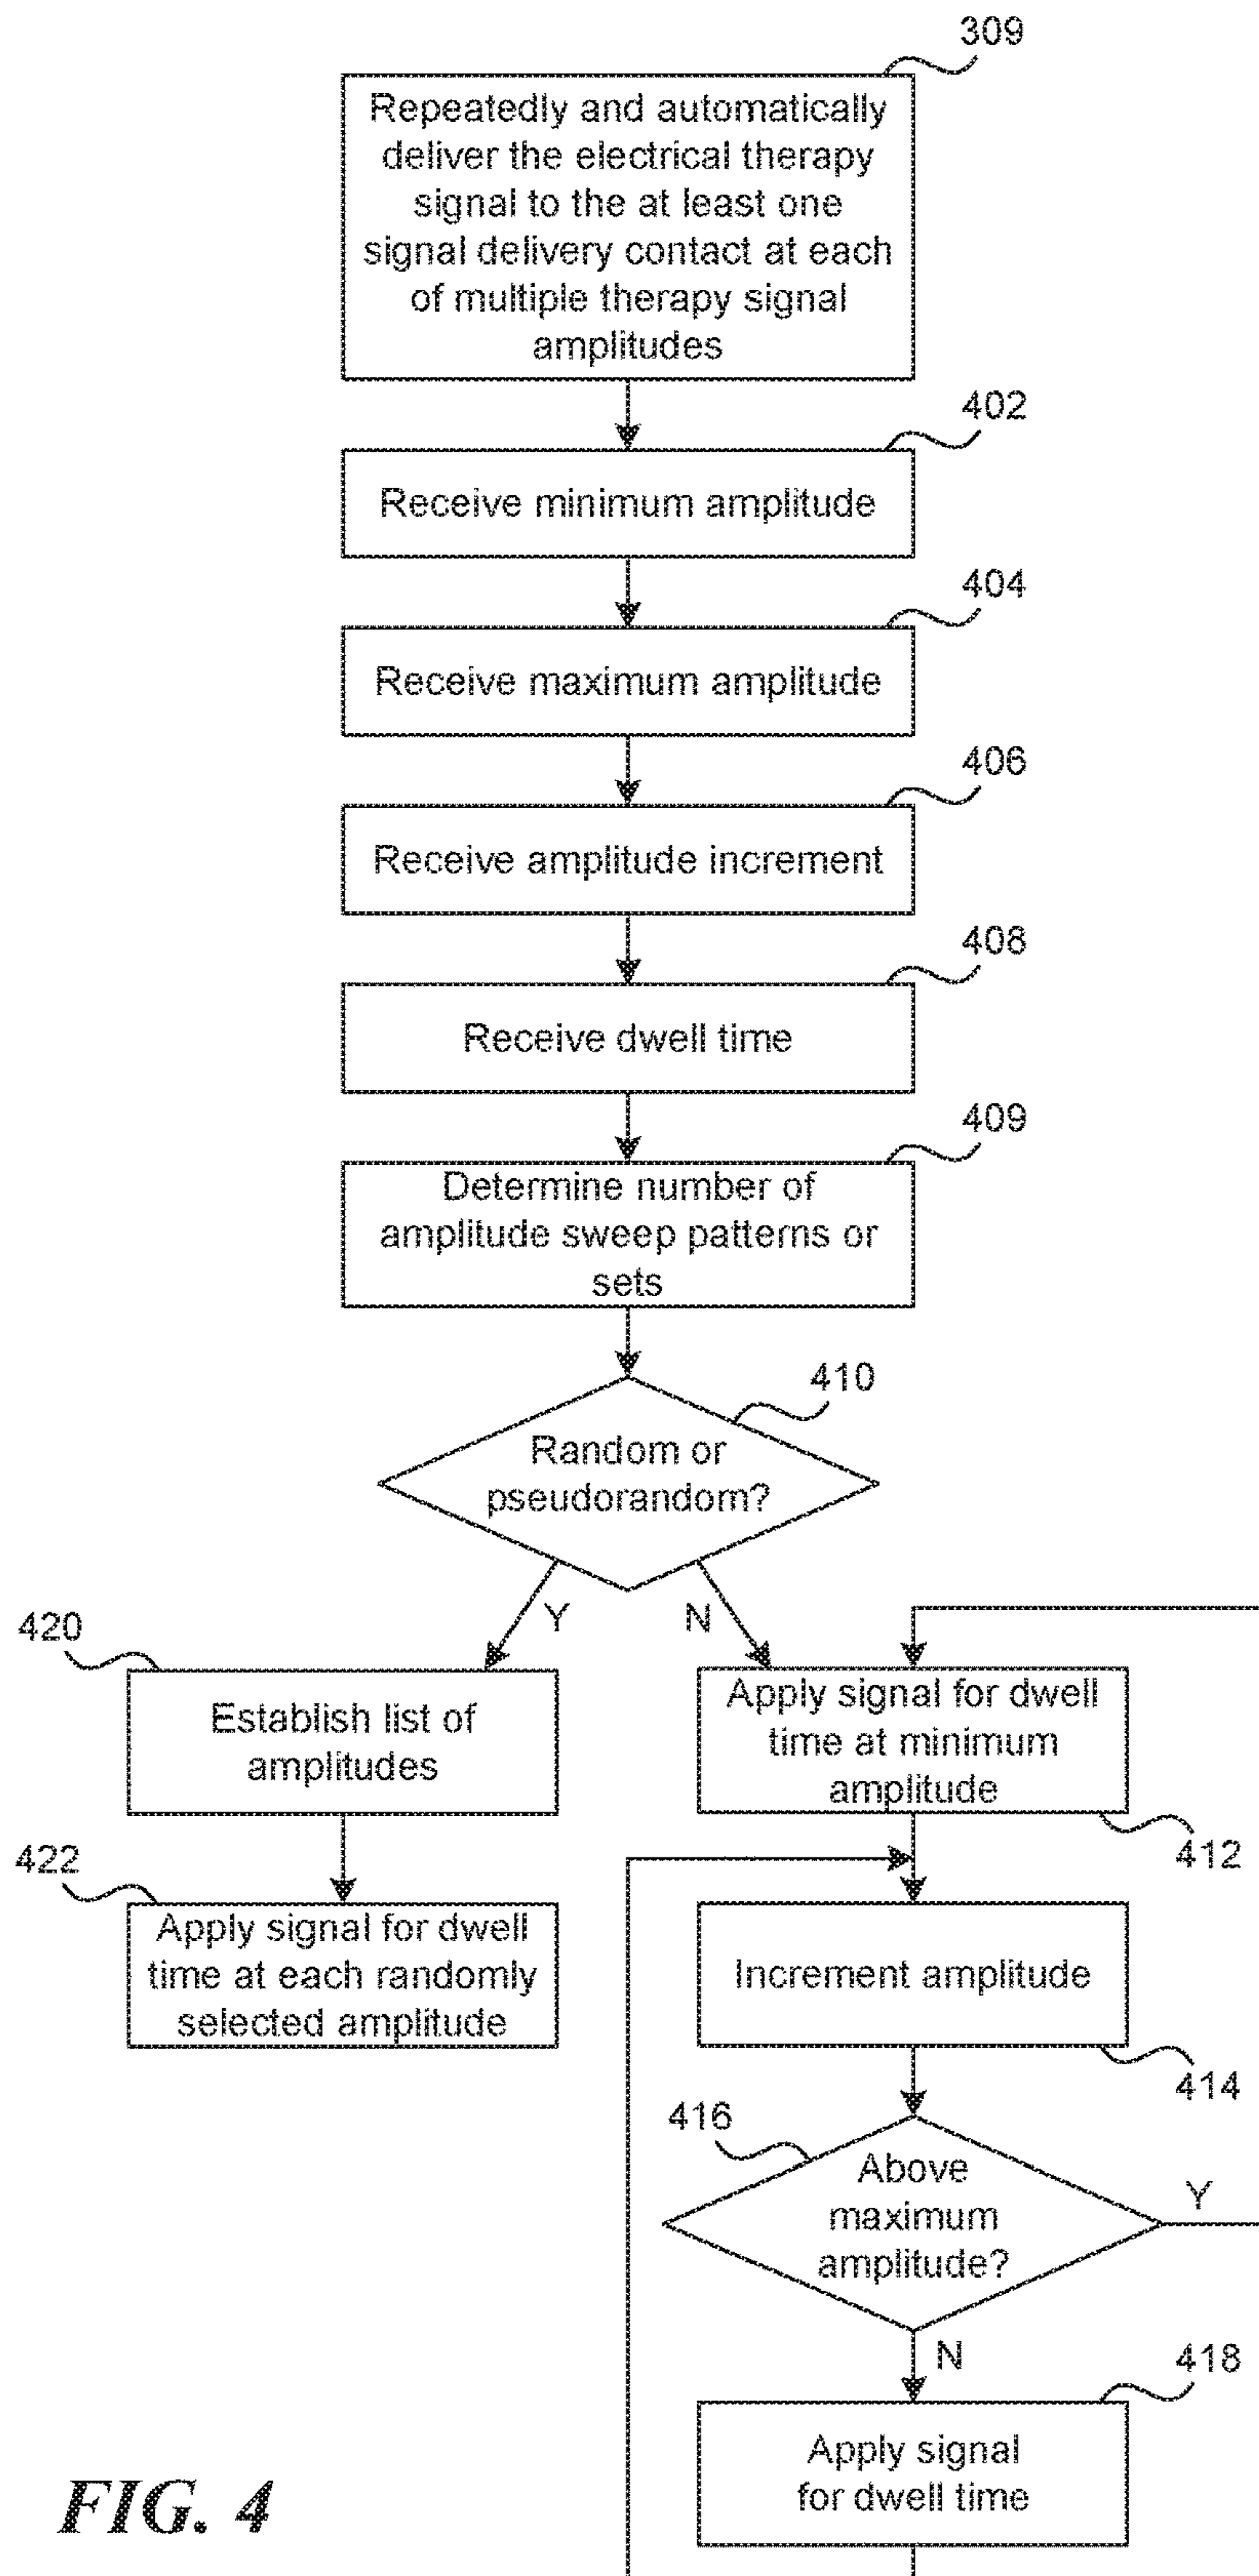 309
Repeatedly and automatically
deliver the electrical therapy
signal to the at least one
signal delivery contact at each
of multiple therapy signal
amplitudes
402
Receive minimum amplitude
404
Receive maximum amplitude
406
Receive amplitude increment
408
Receive dwell time
409
Determine number of
amplitude sweep patterns or
sets
410
Random or
pseudorandom?
Y
N
420
Establish list of
amplitudes
Apply signal for dwell
time at minimum
amplitude
412
422
Apply signal for dwell
time at each randomly
selected amplitude
Increment amplitude
414
416
Above
maximum
amplitude?
Y
N
418
Apply signal
for dwell time
FIG. 4